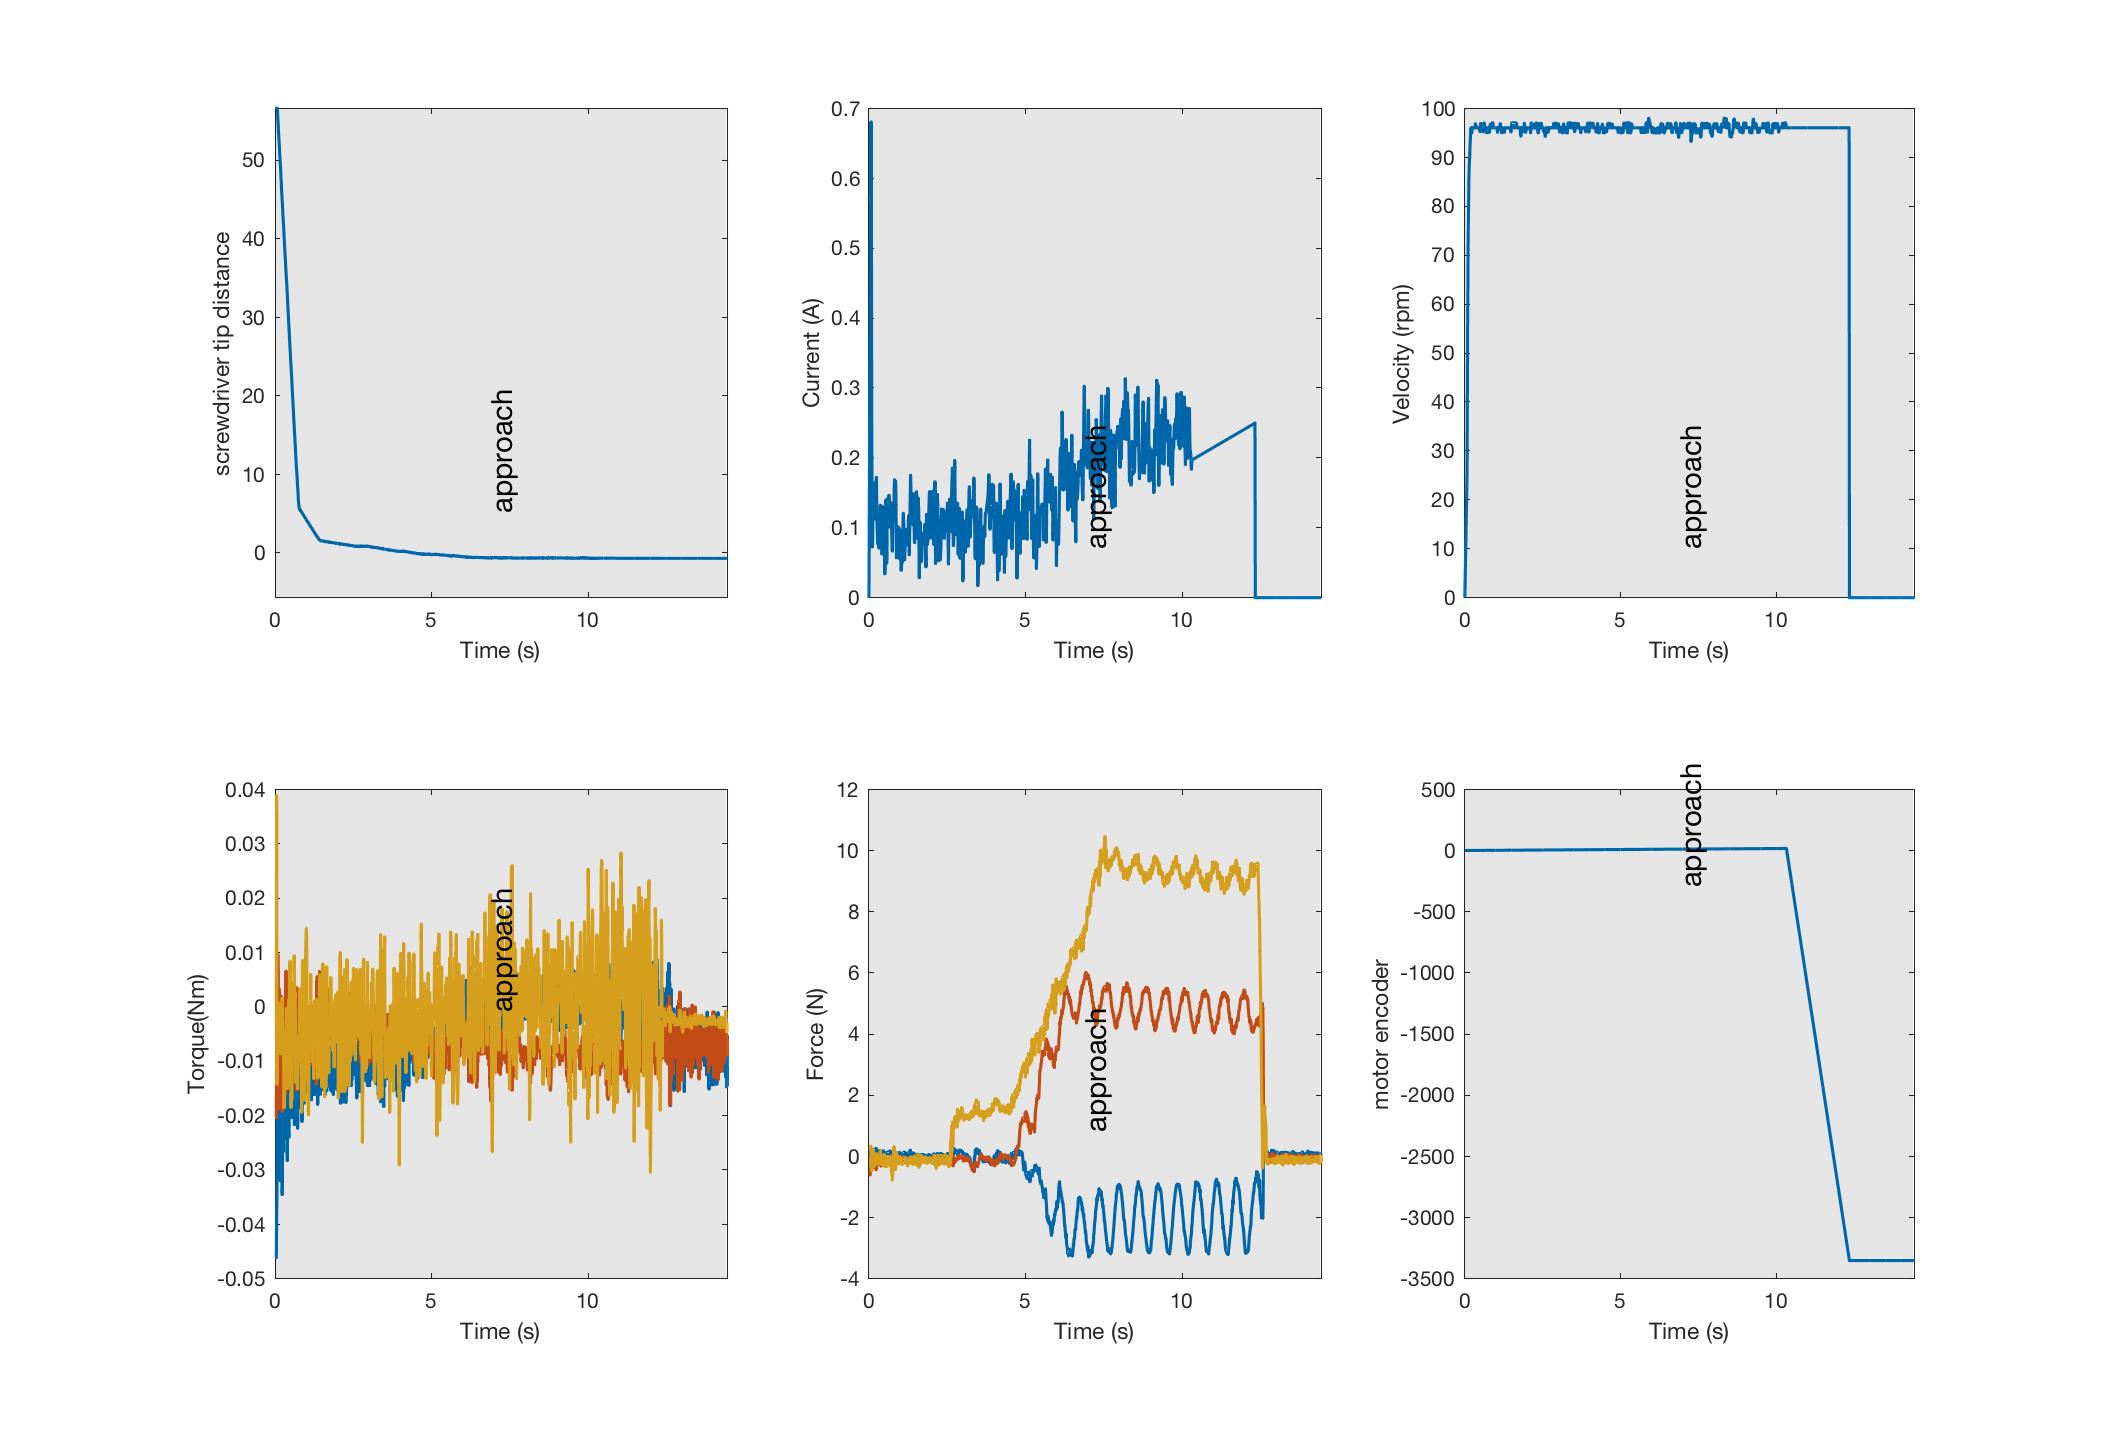 screwdriver tip distance
50
40
30
20
10
0
approach
0 5 10
Time (s)
Current (A)
0.7
0.6
0.5
0.4
0.3
0.2
0.1
0
approach
0 5 10
Time (s)
Velocity (rpm)
100
90
80
70
60
50
40
30
20
10
0
approach
0 5 10
Time (s)
Torque(Nm)
0.04
0.03
0.02
0.01
0
-0.01
-0.02
-0.03
-0.04
-0.05
approach
0 5 10
Time (s)
Force (N)
12
10
8
6
4
2
0
-2
-4
approach
0 5 10
Time (s)
motor encoder
500
0
-500
-1000
-1500
-2000
-2500
-3000
-3500
approach
0 5 10
Time (s)